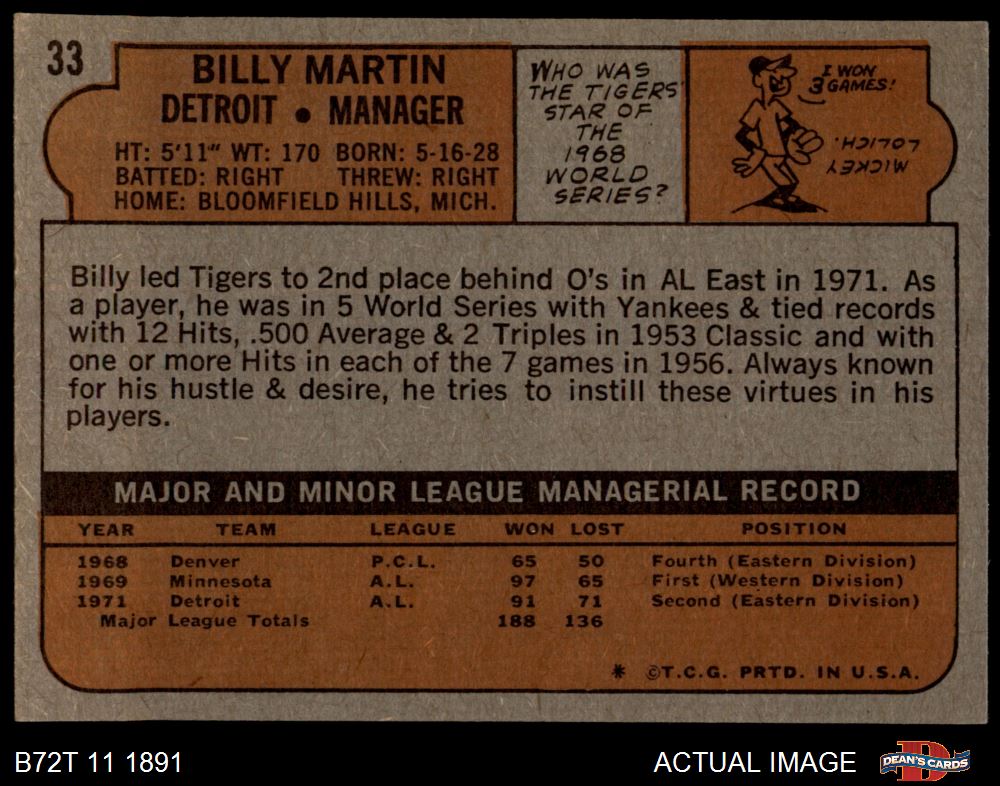 33
BILLY MARTIN
DETROIT • MANAGER
HT: 5'11" WT: 170 BORN: 5-16-28
BATTED: RIGHT THREW: RIGHT
HOME: BLOOMFIELD HILLS, MICH.
WHO WAS
THE TIGERS'
STAR OF
THE
1968
WORLD
SERIES?
I WON
3 GAMES!
MICKEY
LOLICH.
Billy led Tigers to 2nd place behind O's in AL East in 1971. As
a player, he was in 5 World Series with Yankees & tied records
with 12 Hits, .500 Average & 2 Triples in 1953 Classic and with
one or more Hits in each of the 7 games in 1956. Always known
for his hustle & desire, he tries to instill these virtues in his
players.
MAJOR AND MINOR LEAGUE MANAGERIAL RECORD
YEAR TEAM LEAGUE WON LOST POSITION
1968 Denver P.C.L. 65 50 Fourth (Eastern Division)
1969 Minnesota A.L. 97 65 First (Western Division)
1971 Detroit A.L. 91 71 Second (Eastern Division)
Major League Totals 188 136
* ©T.C.G. PRTD. IN U.S.A.
B72T 11 1891
ACTUAL IMAGE
D
DEAN'S CARDS